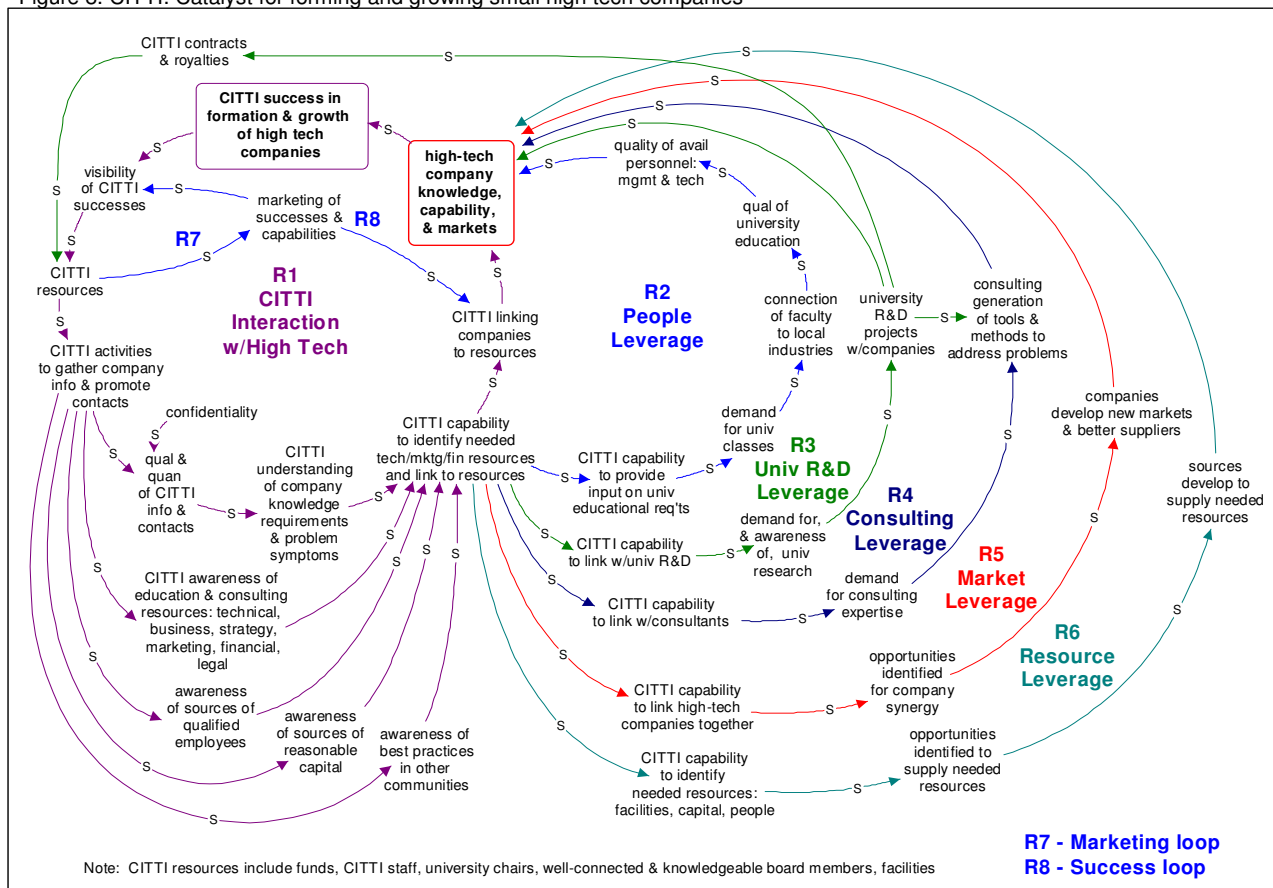 Figure 3. CITTI: Catalyst for forming and growing small high tech companies
CITTI contracts
& royalties
S
S
S
S
S
S
CITTI success in
formation & growth
of high tech
companies
S
S
high-tech
company
knowledge,
capability,
& markets
quality of avail
personnel:
mgmt & tech
S
S
visibility
of CITTI
successes
S
marketing of
successes &
capabilities
R8
R7
S
S
S
qual of
university
education
S
CITTI
resources
R1
CITTI
Interaction
w/High Tech
S
S
R2
People
Leverage
connection
of faculty
to local
industries
university
R&D
projects
w/companies
S
consulting
generation
of tools &
methods to
address problems
S
CITTI linking
companies
to resources
S
CITTI activities
to gather company
info & promote
contacts
confidentiality
S
S
qual &
quan
of CITTI
info &
contacts
S
CITTI
understanding
of company
knowledge
requirements
& problem
symptoms
S
CITTI capability
to identify needed
tech/mktg/fin resources
and link to resources
S
CITTI capability
to provide
input on univ
educational req'ts
S
demand
for univ
classes
S
S
S
companies
develop new markets
& better suppliers
R3
Univ R&D
Leverage
R4
Consulting
Leverage
R5
Market
Leverage
R6
Resource
Leverage
sources
develop to
supply needed
resources
S
CITTI capability
to link w/univ R&D
S
demand for,
& awareness
of, univ
research
S
S
S
S
S
S
CITTI awareness of
education & consulting
resources: technical,
business, strategy,
marketing, financial,
legal
S
CITTI capability
to link w/consultants
S
demand
for consulting
expertise
S
S
awareness
of sources of
qualified
employees
awareness
of sources of
reasonable
capital
awareness of
best practices
in other
communities
S
S
S
CITTI capability
to link high-tech
companies together
S
opportunities
identified
for company
synergy
S
CITTI capability
to identify
needed resources:
facilities, capital, people
S
opportunities
identified to
supply needed
resources
R7 - Marketing loop
R8 - Success loop
Note: CITTI resources include funds, CITTI staff, university chairs, well-connected & knowledgeable board members, facilities